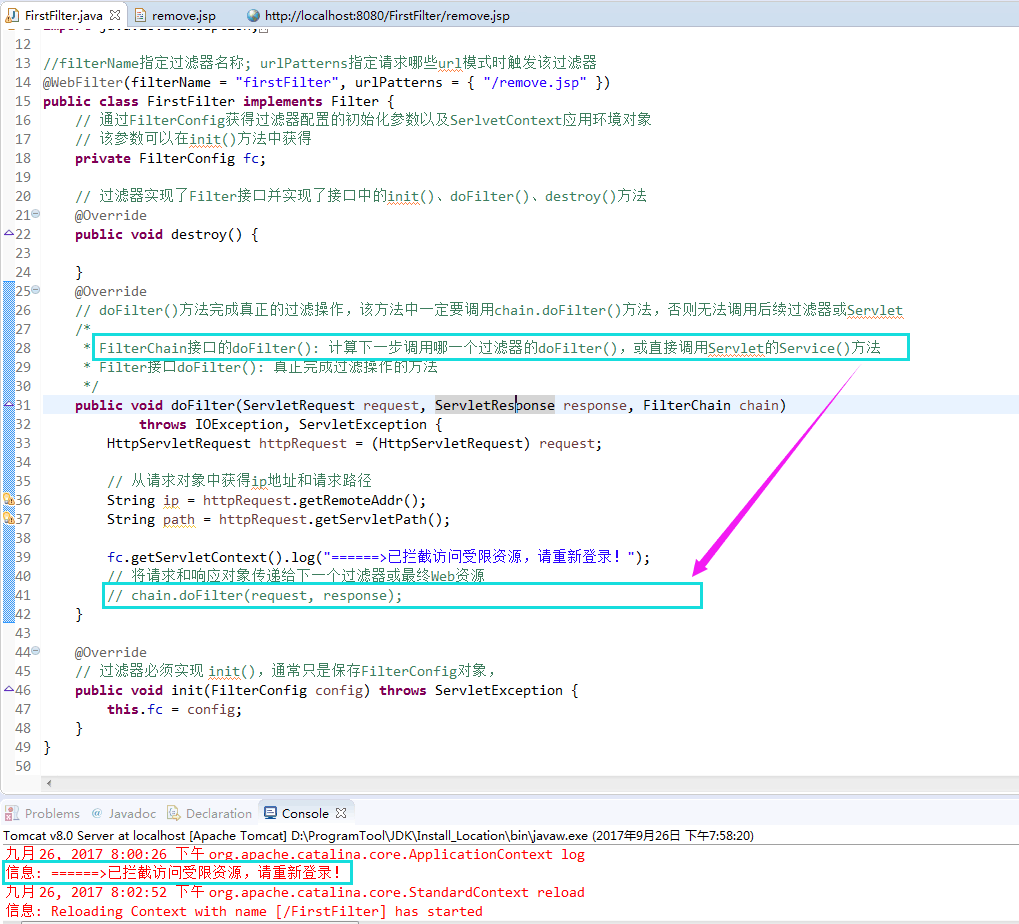 FirstFilter.java remove.jsp http://localhost:8080/FirstFilter/remove.jsp
12
13 //filterName指定过滤器名称; urlPatterns指定请求哪些url模式时触发该过滤器
14 @WebFilter(filterName = "firstFilter", urlPatterns = { "/remove.jsp" })
15 public class FirstFilter implements Filter {
16 // 通过FilterConfig获得过滤器配置的初始化参数以及SerlvetContext应用环境对象
17 // 该参数可以在init()方法中获得
18 private FilterConfig fc;
19
20 // 过滤器实现了Filter接口并实现了接口中的init()、doFilter()、destroy()方法
21 @Override
22 public void destroy() {
23
24 }
25 @Override
26 // doFilter()方法完成真正的过滤操作，该方法中一定要调用chain.doFilter()方法，否则无法调用后续过滤器或Servlet
27 /*
28 * FilterChain接口的doFilter()：计算下一步调用哪一个过滤器的doFilter()，或直接调用Servlet的Service()方法
29 * Filter接口doFilter()：真正完成过滤操作的方法
30 */
31 public void doFilter(ServletRequest request, ServletResponse response, FilterChain chain)
32 throws IOException, ServletException {
33 HttpServletRequest httpRequest = (HttpServletRequest) request;
34
35 // 从请求对象中获得ip地址和请求路径
36 String ip = httpRequest.getRemoteAddr();
37 String path = httpRequest.getServletPath();
38
39 fc.getServletContext().log("======>已拦截访问受限资源，请重新登录！");
40 // 将请求和响应对象传递给下一个过滤器或最终Web资源
41 // chain.doFilter(request, response);
42 }
43
44 @Override
45 // 过滤器必须实现 init()，通常只是保存FilterConfig对象，
46 public void init(FilterConfig config) throws ServletException {
47 this.fc = config;
48 }
49 }
50
Problems @ Javadoc Declaration Console
Tomcat v8.0 Server at localhost [Apache Tomcat] D:\ProgramTool\JDK\Install_Location\bin\javaw.exe (2017年9月26日 下午7:58:20)
九月 26, 2017 8:00:26 下午 org.apache.catalina.core.ApplicationContext log
信息: ======>已拦截访问受限资源，请重新登录！
九月 26, 2017 8:02:52 下午 org.apache.catalina.core.StandardContext reload
信息: Reloading Context with name [/FirstFilter] has started